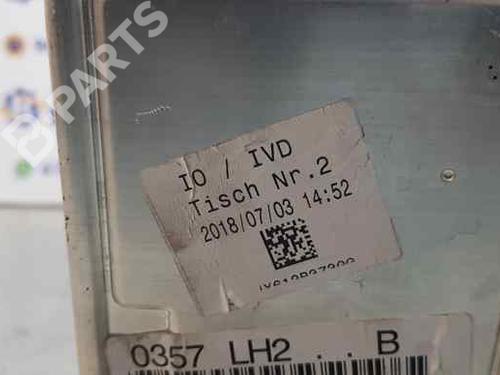 B-PARTS
IO / IVD
Tisch Nr.2
2018/07/03 14:52
0357 LH2 . . B